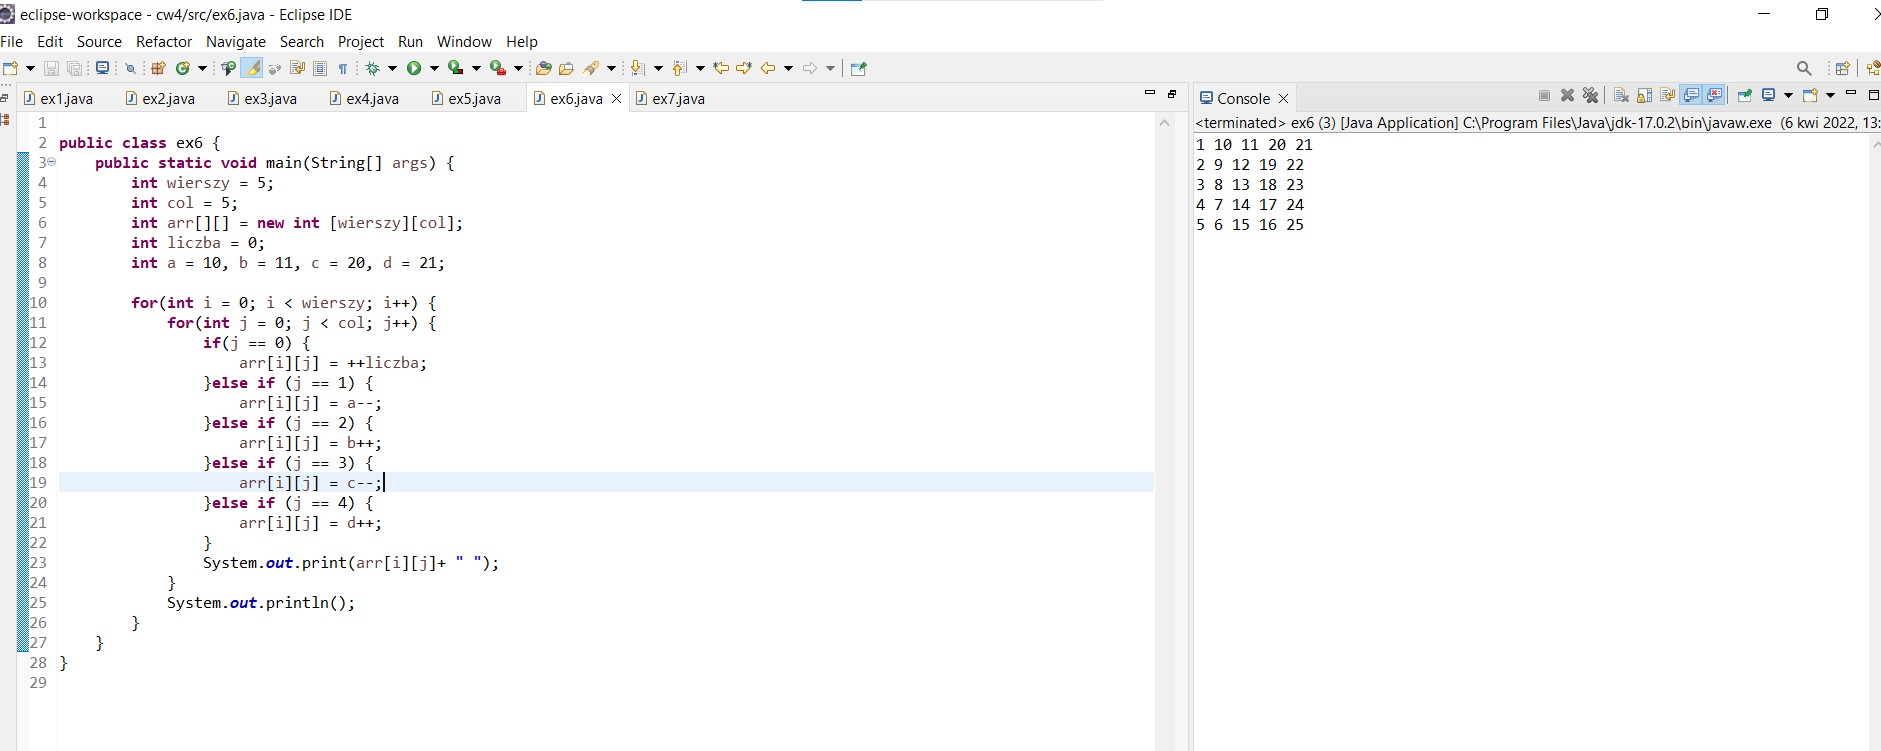 eclipse-workspace - cw4/src/ex6.java - Eclipse IDE
File Edit Source Refactor Navigate Search Project Run Window Help
ex1.java ex2.java ex3.java ex4.java ex5.java ex6.java ex7.java
1
2 public class ex6 {
3 public static void main(String[] args) {
4 int wierszy = 5;
5 int col = 5;
6 int arr[][] = new int [wierszy][col];
7 int liczba = 0;
8 int a = 10, b = 11, c = 20, d = 21;
9
10 for(int i = 0; i < wierszy; i++) {
11 for(int j = 0; j < col; j++) {
12 if(j == 0) {
13 arr[i][j] = ++liczba;
14 }else if (j == 1) {
15 arr[i][j] = a--;
16 }else if (j == 2) {
17 arr[i][j] = b++;
18 }else if (j == 3) {
19 arr[i][j] = c--;
20 }else if (j == 4) {
21 arr[i][j] = d++;
22 }
23 System.out.print(arr[i][j]+ " ");
24 }
25 System.out.println();
26 }
27 }
28 }
29
Console
<terminated> ex6 (3) [Java Application] C:\Program Files\Java\jdk-17.0.2\bin\javaw.exe (6 kwi 2022, 13:
1 10 11 20 21
2 9 12 19 22
3 8 13 18 23
4 7 14 17 24
5 6 15 16 25